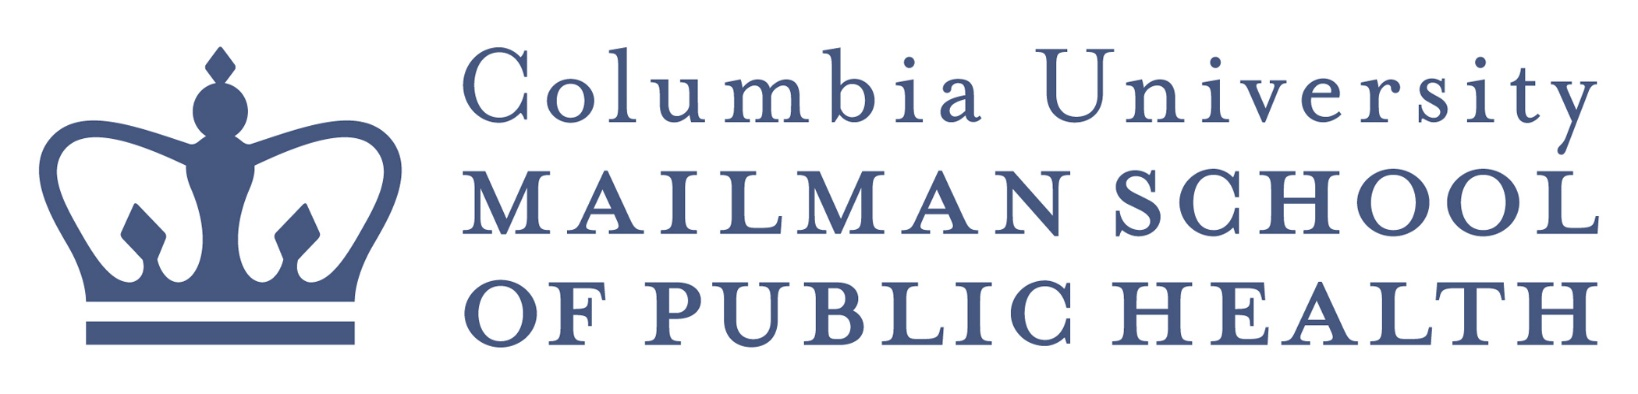 Columbia University
MAILMAN SCHOOL
OF PUBLIC HEALTH